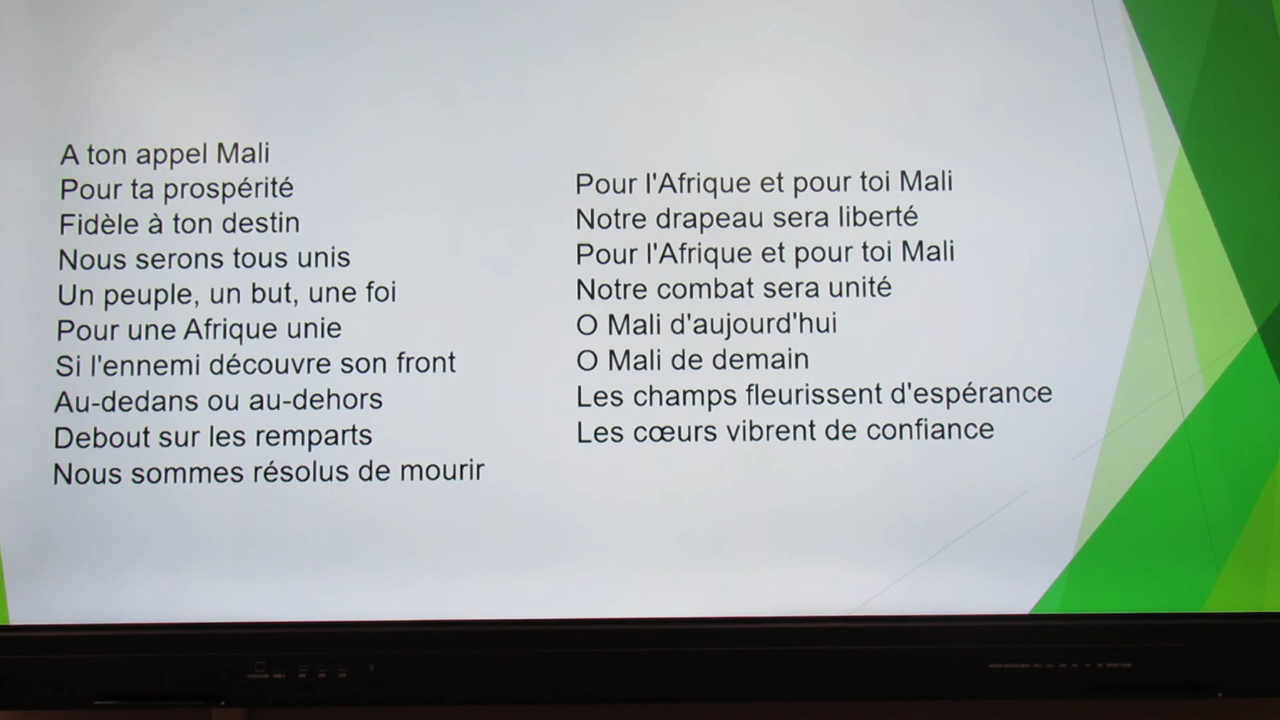 A ton appel Mali
Pour ta prospérité
Fidèle à ton destin
Nous serons tous unis
Un peuple, un but, une foi
Pour une Afrique unie
Si l'ennemi découvre son front
Au-dedans ou au-dehors
Debout sur les remparts
Nous sommes résolus de mourir
Pour l'Afrique et pour toi Mali
Notre drapeau sera liberté
Pour l'Afrique et pour toi Mali
Notre combat sera unité
O Mali d'aujourd'hui
O Mali de demain
Les champs fleurissent d'espérance
Les cœurs vibrent de confiance